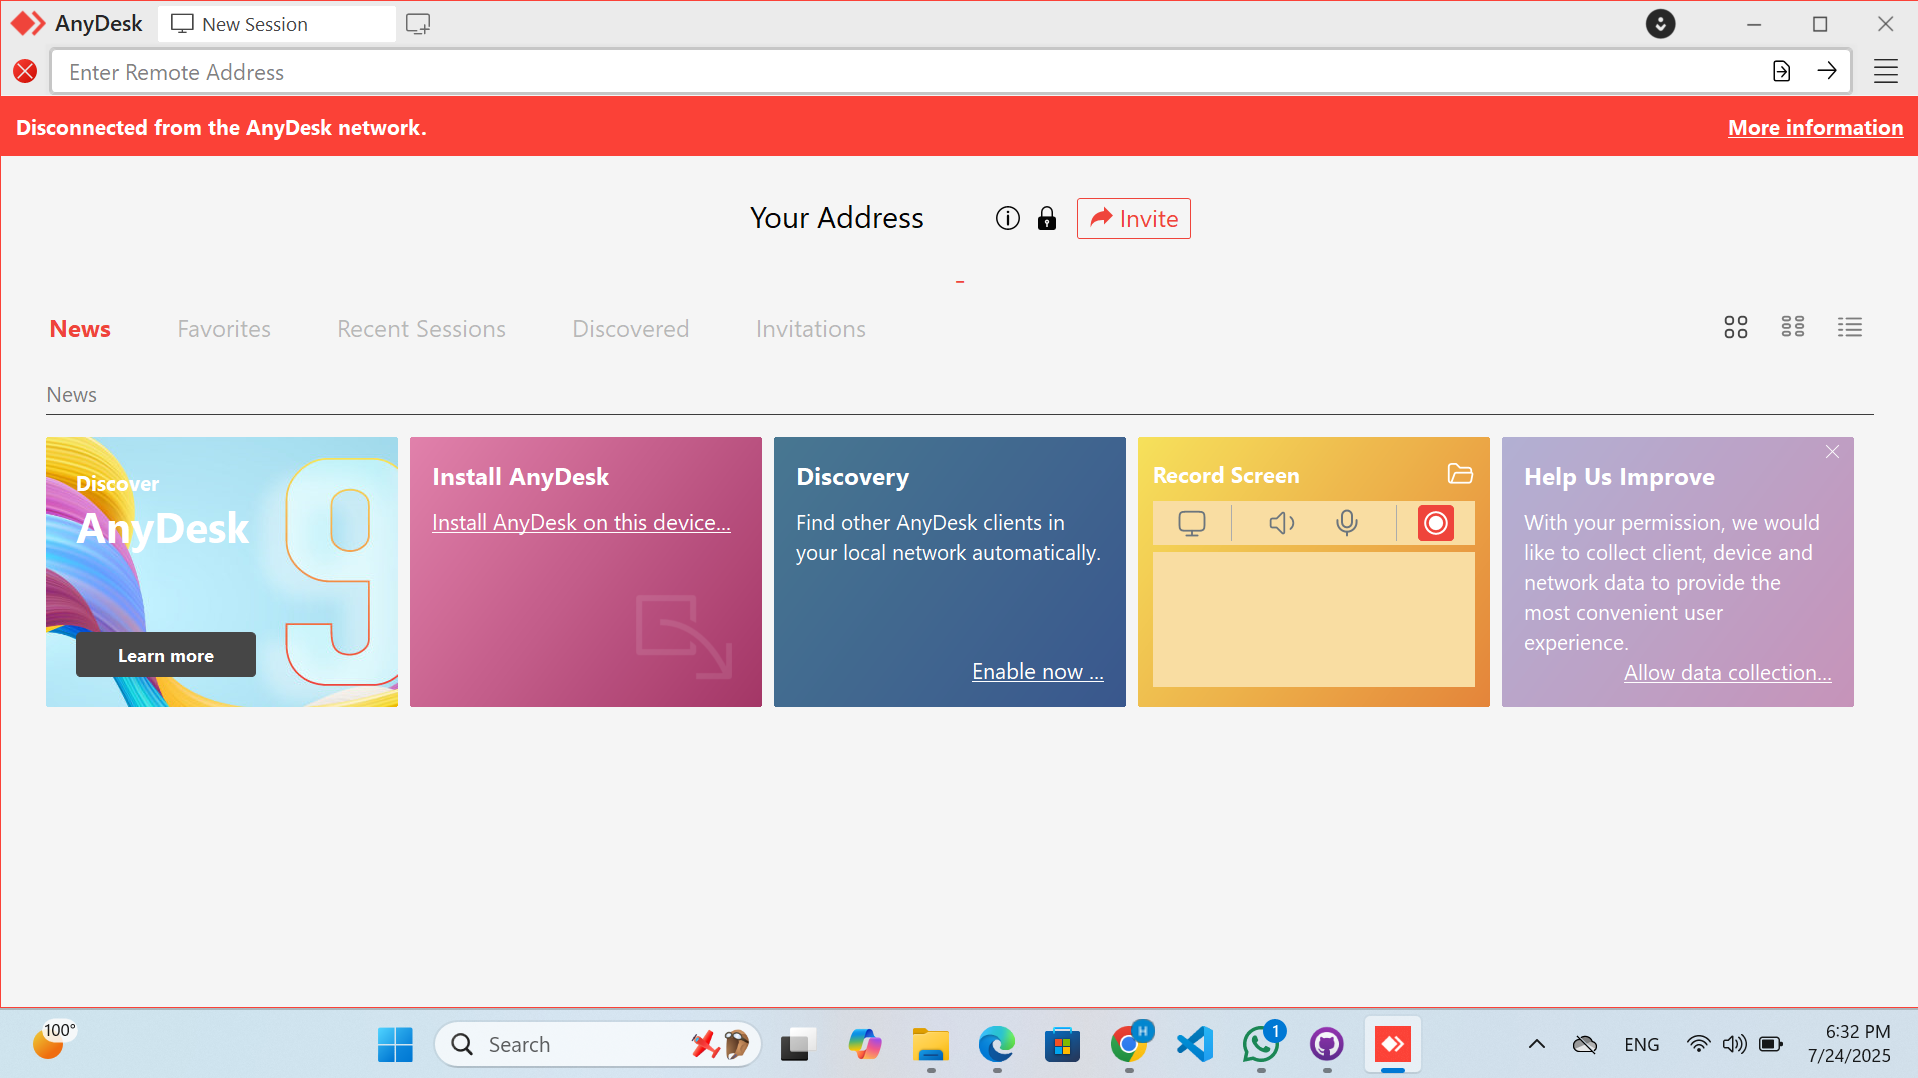 AnyDesk
New Session
Enter Remote Address
Disconnected from the AnyDesk network.
More information
Your Address
Invite
News
Favorites
Recent Sessions
Discovered
Invitations
News
Discover
AnyDesk
9
Learn more
Install AnyDesk
Install AnyDesk on this device...
Discovery
Find other AnyDesk clients in
your local network automatically.
Enable now ...
Record Screen
Help Us Improve
With your permission, we would
like to collect client, device and
network data to provide the
most convenient user
experience.
Allow data collection...
100°
Search
H
1
ENG
6:32 PM
7/24/2025